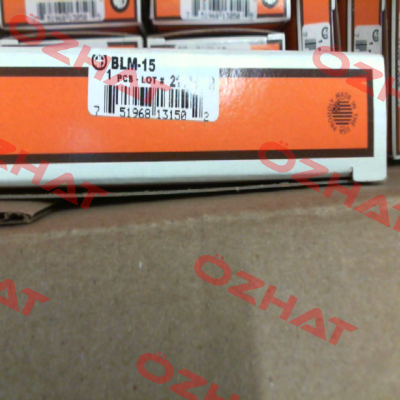 BLM-15
1 PCS - LOT #
7 51968 13150 2
OZHAT
OZHAT
OZHAT
OZHAT
OZHAT